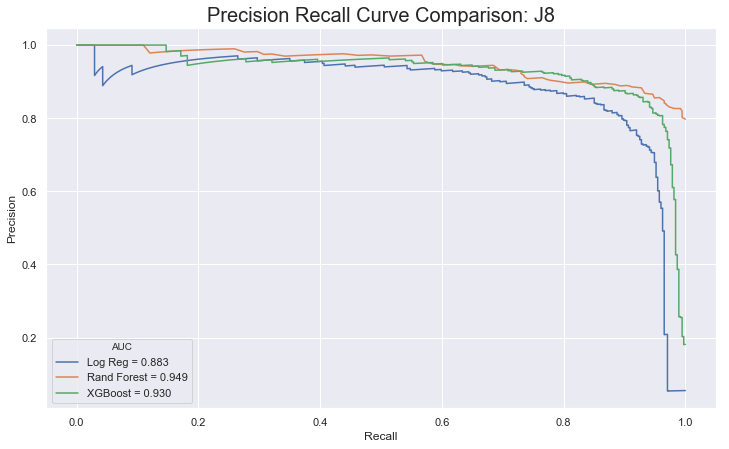 Precision Recall Curve Comparison: J8
1.0
0.8
0.6
0.4
0.2
Precision
AUC
Log Reg = 0.883
Rand Forest = 0.949
XGBoost = 0.930
0.0
0.2
0.4
0.6
0.8
1.0
Recall